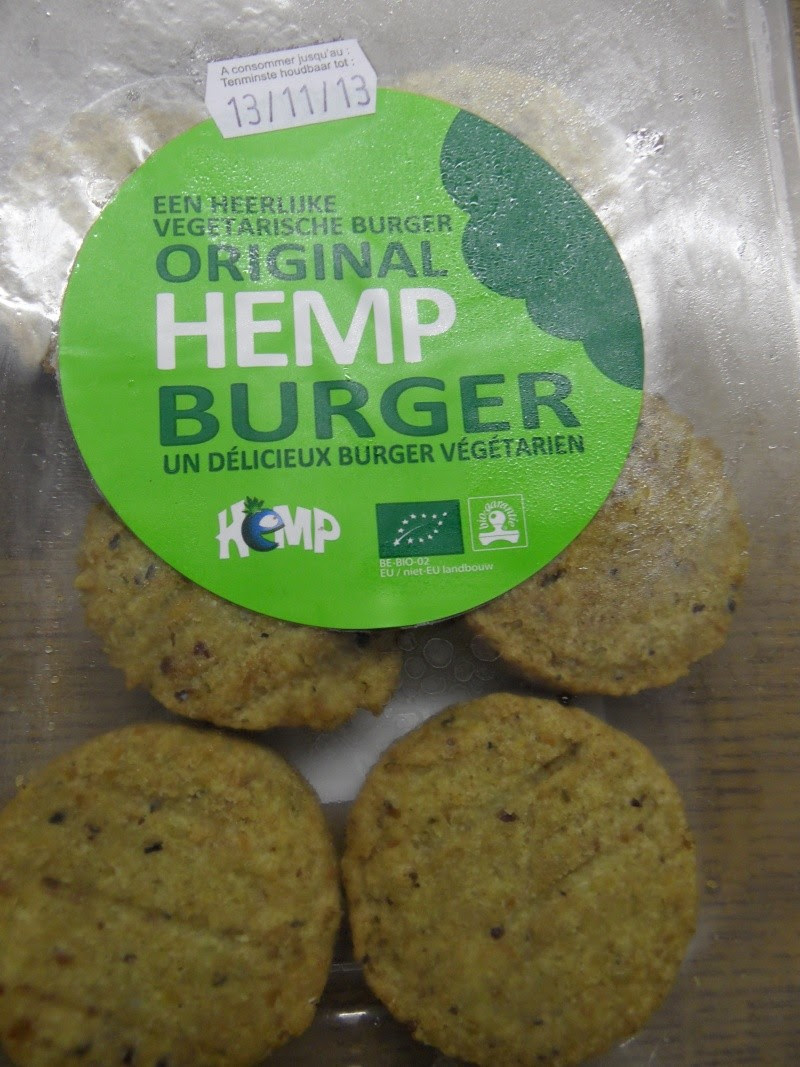 A consommer jusqu'au :
Tenminste houdbaar tot :
13/11/13
EEN HEERLIJKE
VEGETARISCHE BURGER
ORIGINAL
HEMP
BURGER
UN DÉLICIEUX BURGER VÉGÉTARIEN
HEMP
biogarantie
BE-BIO-02
EU / niet-EU landbouw